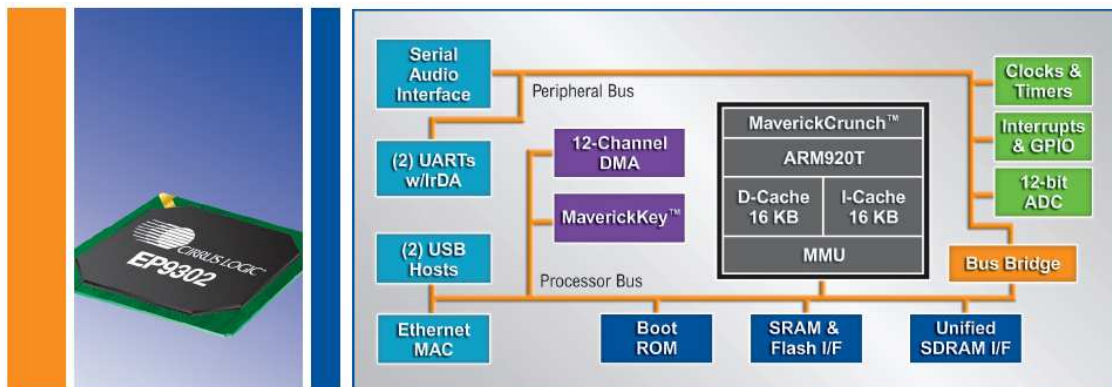 CIRRUS LOGIC
EP9302
Serial
Audio
Interface
Peripheral Bus
(2) UARTs
w/IrDA
12-Channel
DMA
MaverickKey™
(2) USB
Hosts
Processor Bus
Ethernet
MAC
MaverickCrunch™
ARM920T
D-Cache
16 KB
I-Cache
16 KB
MMU
Clocks &
Timers
Interrupts
& GPIO
12-bit
ADC
Bus Bridge
Boot
ROM
SRAM &
Flash I/F
Unified
SDRAM I/F